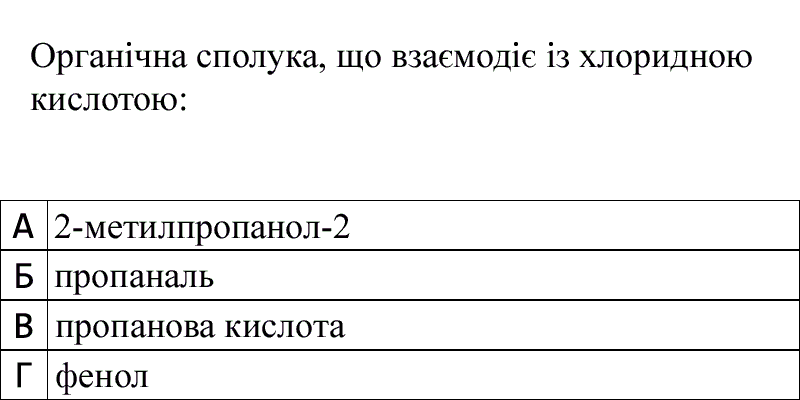 Органічна сполука, що взаємодіє із хлоридною
кислотою:
А 2-метилпропанол-2
Б пропаналь
В пропанова кислота
Г фенол